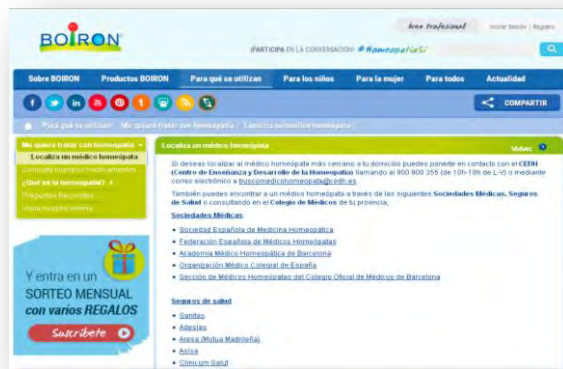 BOIRON
Área Profesional
Iniciar Sesión | Registro
¡PARTICIPA EN LA CONVERSACIÓN! #HomeopatíaSí
Sobre BOIRON Productos BOIRON Para qué se utilizan Para los niños Para la mujer Para todos Actualidad
COMPARTIR
Para qué se utilizan Me quiero tratar con homeopatía Localiza un médico homeópata
Me quiero tratar con homeopatía
Localiza un médico homeópata
Consulta nuestros medicamentos
¿Qué es la homeopatía?
Preguntas frecuentes
Localiza un médico homeópata
Volver
Si deseas localizar al médico homeópata más cercano a tu domicilio puedes ponerte en contacto con el CEDH
(Centro de Enseñanza y Desarrollo de la Homeopatía) llamando al 900 900 355 (de 10h-18h de L-V) o mediante
correo electrónico a buscomedicohomeopata@cedh.es.
También puedes encontrar a un médico homeópata a través de las siguientes Sociedades Médicas, Seguros
de Salud o consultando en el Colegio de Médicos de tu provincia;
Sociedades Médicas
• Sociedad Española de Medicina Homeopática
• Federación Española de Médicos Homeópatas
• Academia Médico Homeopática de Barcelona
• Organización Médico Colegial de España
• Sección de Médicos Homeópatas del Colegio Oficial de Médicos de Barcelona
Seguros de salud
• Sanitas
• Adeslas
• Aresa (Mutua Madrileña)
• Asisa
• Clinicum Salut
Y entra en un
SORTEO MENSUAL
con varios REGALOS
Suscríbete